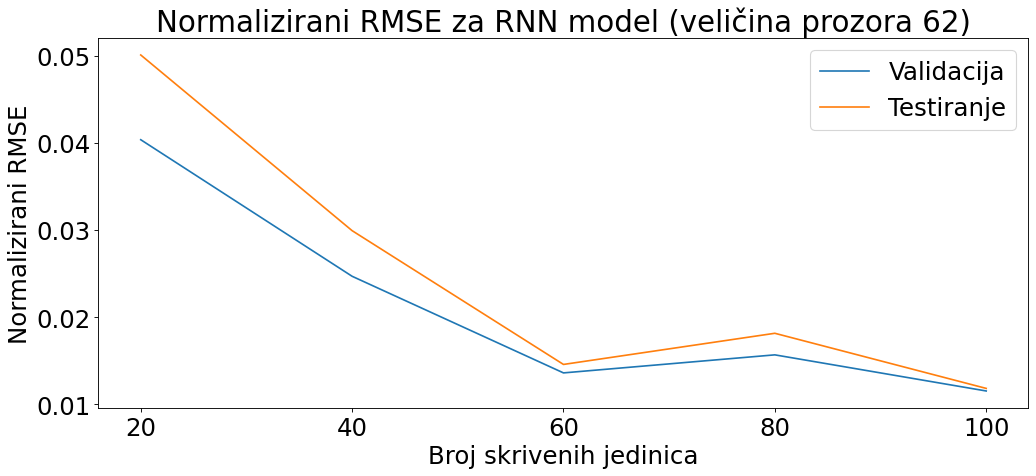 Normalizirani RMSE za RNN model (veličina prozora 62)
Normalizirani RMSE
0.05
0.04
0.03
0.02
0.01
Validacija
Testiranje
20 40 60 80 100
Broj skrivenih jedinica